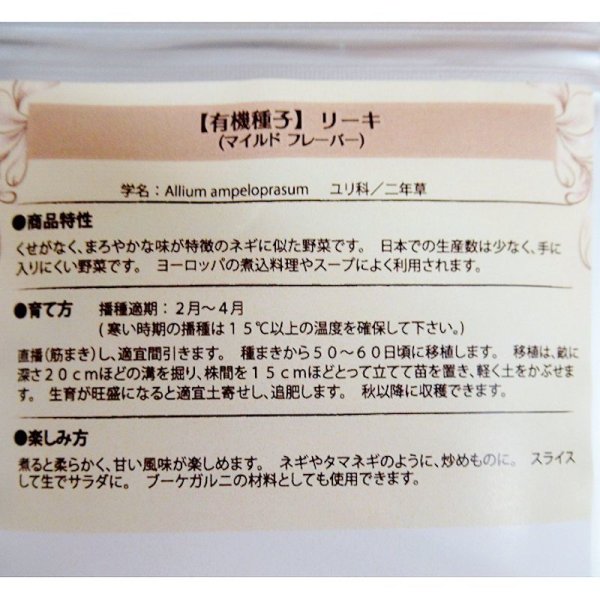 【有機種子】 リーキ
(マイルド フレーバー)
学名：Allium ampeloprasum ユリ科／二年草
●商品特性
くせがなく、まろやかな味が特徴のネギに似た野菜です。 日本での生産数は少なく、手に
入りにくい野菜です。 ヨーロッパの煮込料理やスープによく利用されます。
●育て方 播種適期：２月～４月
(寒い時期の播種は１５℃以上の温度を確保して下さい。)
直播(筋まき)し、適宜間引きます。 種まきから５０～６０日頃に移植します。 移植は、畝に
深さ２０ｃｍほどの溝を掘り、株間を１５ｃｍほどとって立てて苗を置き、軽く土をかぶせま
す。 生育が旺盛になると適宜土寄せし、追肥します。 秋以降に収穫できます。
●楽しみ方
煮ると柔らかく、甘い風味が楽しめます。 ネギやタマネギのように、炒めものに。 スライス
して生でサラダに。 ブーケガルニの材料としても使用できます。